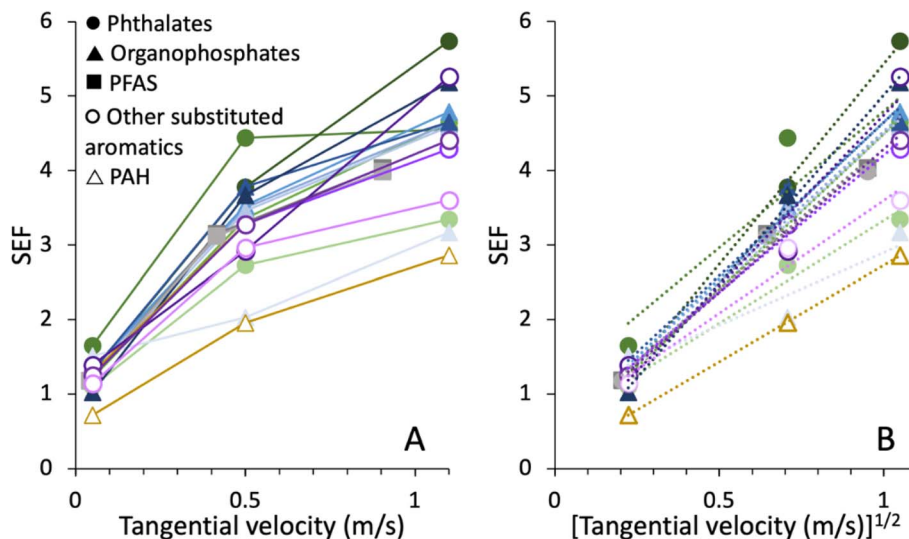 6
5
4
3
2
1
0
SEF
Phthalates
Organophosphates
PFAS
Other substituted
aromatics
PAH
A
0
0.5
1
Tangential velocity (m/s)
6
5
4
3
2
1
0
SEF
B
0
0.5
1
[Tangential velocity (m/s)]1/2